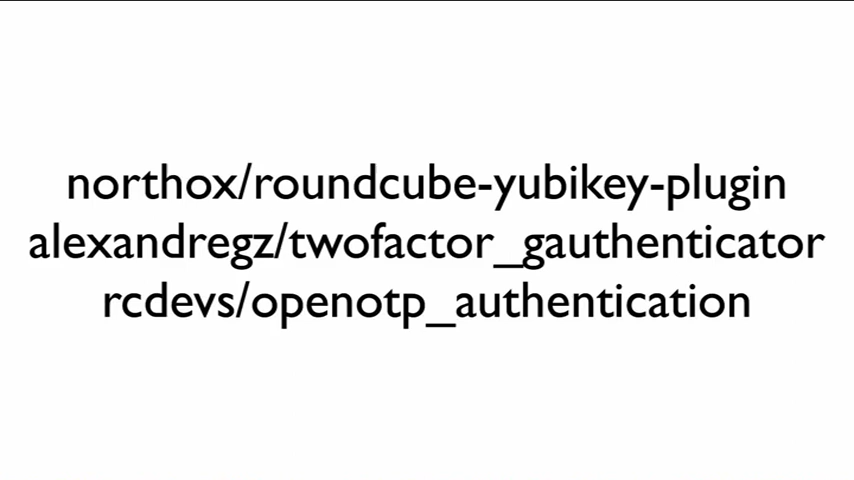 northox/roundcube-yubikey-plugin
alexandregz/twofactor_gauthenticator
rcdevs/openotp_authentication